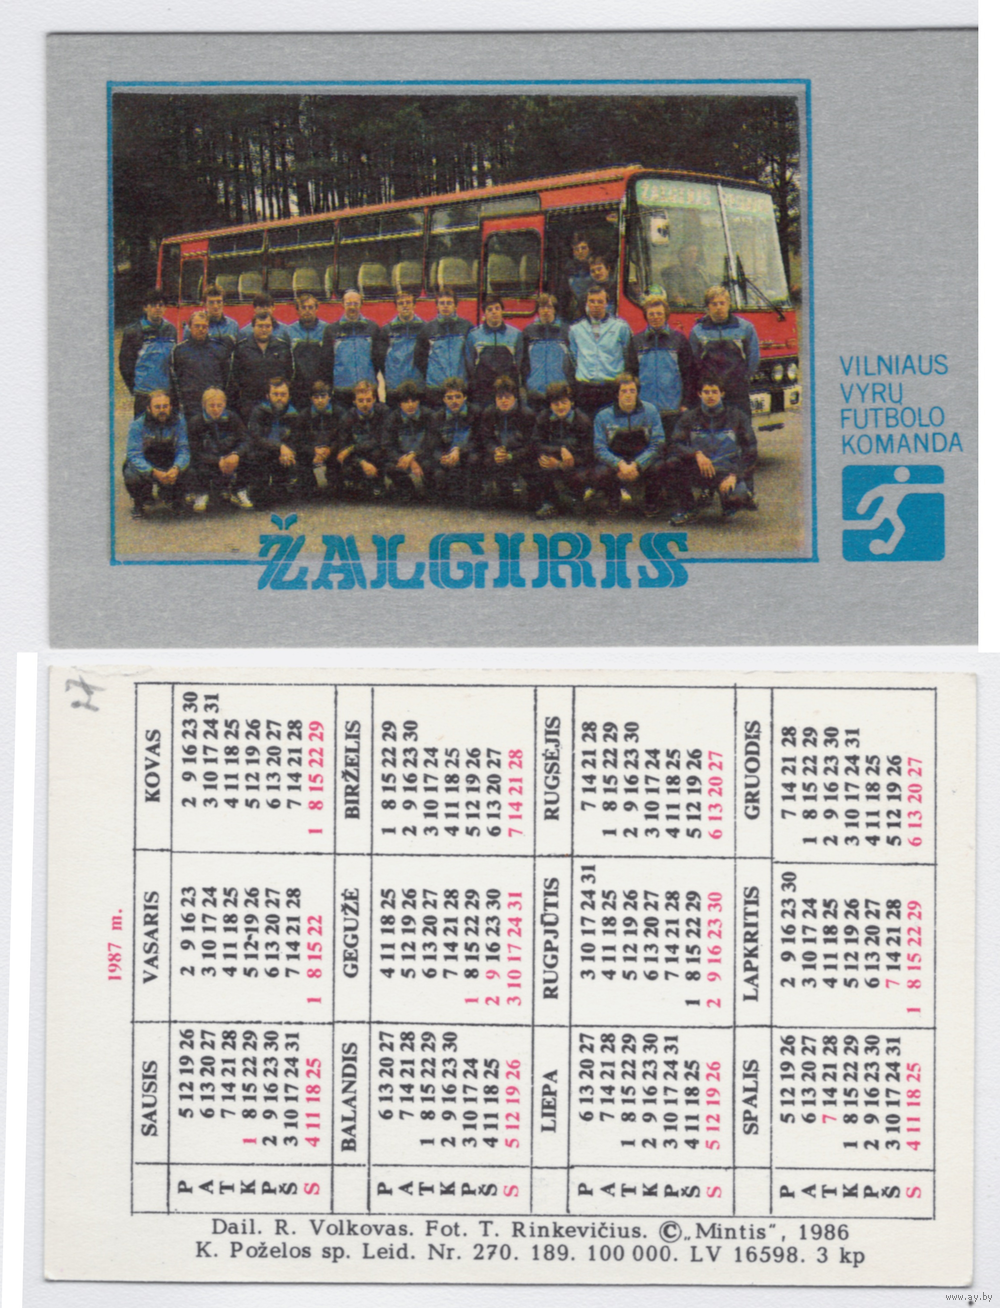 VILNIAUS
VYRŲ
FUTBOLO
KOMANDA
ŽALGIRIS
1987 m.
SAUSIS VASARIS KOVAS
P 5 12 19 26 2 9 16 23 2 9 16 23 30
A 6 13 20 27 3 10 17 24 3 10 17 24 31
T 7 14 21 28 4 11 18 25 4 11 18 25
K 1 8 15 22 29 5 12 19 26 5 12 19 26
P 2 9 16 23 30 6 13 20 27 6 13 20 27
Š 3 10 17 24 31 7 14 21 28 7 14 21 28
S 4 11 18 25 1 8 15 22 1 8 15 22 29
BALANDIS GEGUŽĖ BIRŽELIS
P 6 13 20 27 4 11 18 25 1 8 15 22 29
A 7 14 21 28 5 12 19 26 2 9 16 23 30
T 1 8 15 22 29 6 13 20 27 3 10 17 24
K 2 9 16 23 30 7 14 21 28 4 11 18 25
P 3 10 17 24 1 8 15 22 29 5 12 19 26
Š 4 11 18 25 2 9 16 23 30 6 13 20 27
S 5 12 19 26 3 10 17 24 31 7 14 21 28
LIEPA RUGPJŪTIS RUGSĖJIS
P 6 13 20 27 3 10 17 24 31 7 14 21 28
A 7 14 21 28 4 11 18 25 1 8 15 22 29
T 1 8 15 22 29 5 12 19 26 2 9 16 23 30
K 2 9 16 23 30 6 13 20 27 3 10 17 24
P 3 10 17 24 31 7 14 21 28 4 11 18 25
Š 4 11 18 25 1 8 15 22 29 5 12 19 26
S 5 12 19 26 2 9 16 23 30 6 13 20 27
SPALIS LAPKRITIS GRUODIS
P 5 12 19 26 2 9 16 23 30 7 14 21 28
A 6 13 20 27 3 10 17 24 1 8 15 22 29
T 7 14 21 28 4 11 18 25 2 9 16 23 30
K 1 8 15 22 29 5 12 19 26 3 10 17 24 31
P 2 9 16 23 30 6 13 20 27 4 11 18 25
Š 3 10 17 24 31 7 14 21 28 5 12 19 26
S 4 11 18 25 1 8 15 22 29 6 13 20 27
Dail. R. Volkovas. Fot. T. Rinkevičius. © „Mintis", 1986
K. Poželos sp. Leid. Nr. 270. 189. 100 000. LV 16598. 3 kp
www.ay.by